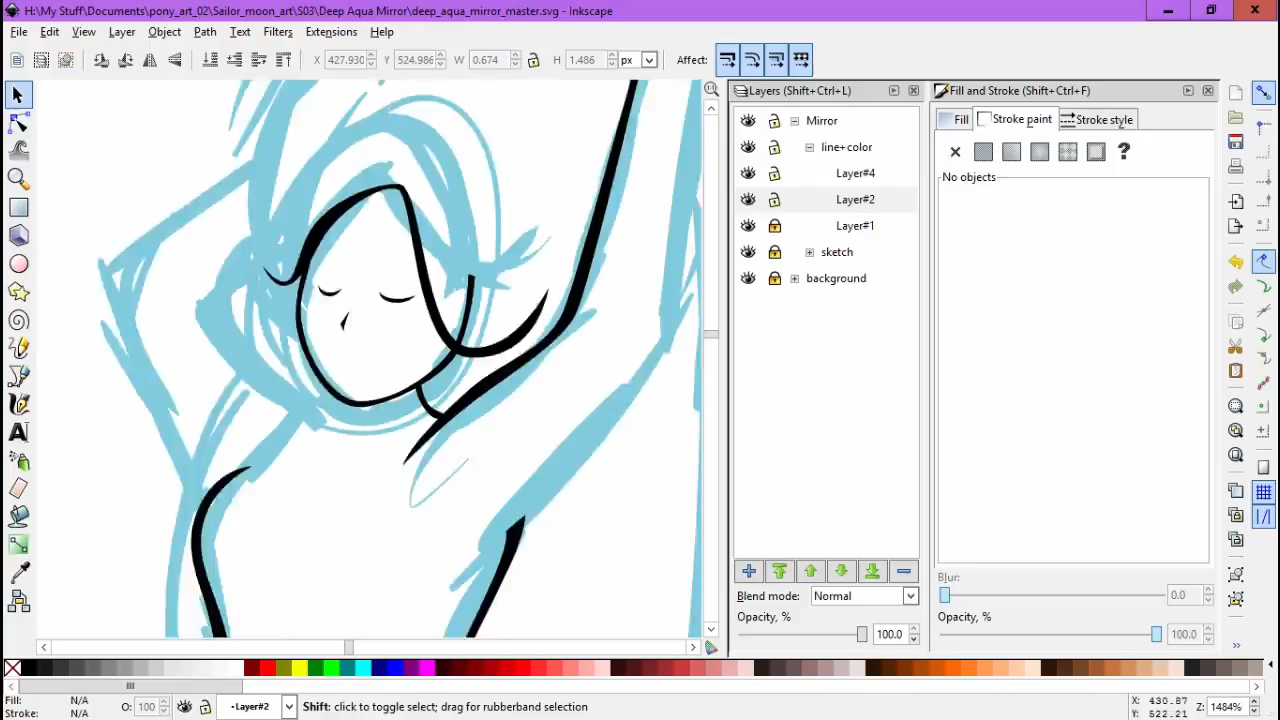 H:\My Stuff\Documents\pony_art_02\Sailor_moon_art\S03\Deep Aqua Mirror\deep_aqua_mirror_master.svg - Inkscape
File Edit View Layer Object Path Text Filters Extensions Help
X 427.930 Y 524.986 W 0.674 H 1.486 px Affect:
Layers (Shift+Ctrl+L) Fill and Stroke (Shift+Ctrl+F)
Mirror Fill Stroke paint Stroke style
line+color
?
Layer#4 No objects
Layer#2
Layer#1
sketch
background
Blend mode: Normal Blur: 0.0
Opacity, % Opacity, %
100.0 100.0
Fill: N/A O: 100 -Layer#2 Shift: click to toggle select; drag for rubberband selection X: 430.87 Z: 1484%
Stroke: N/A Y: 522.21